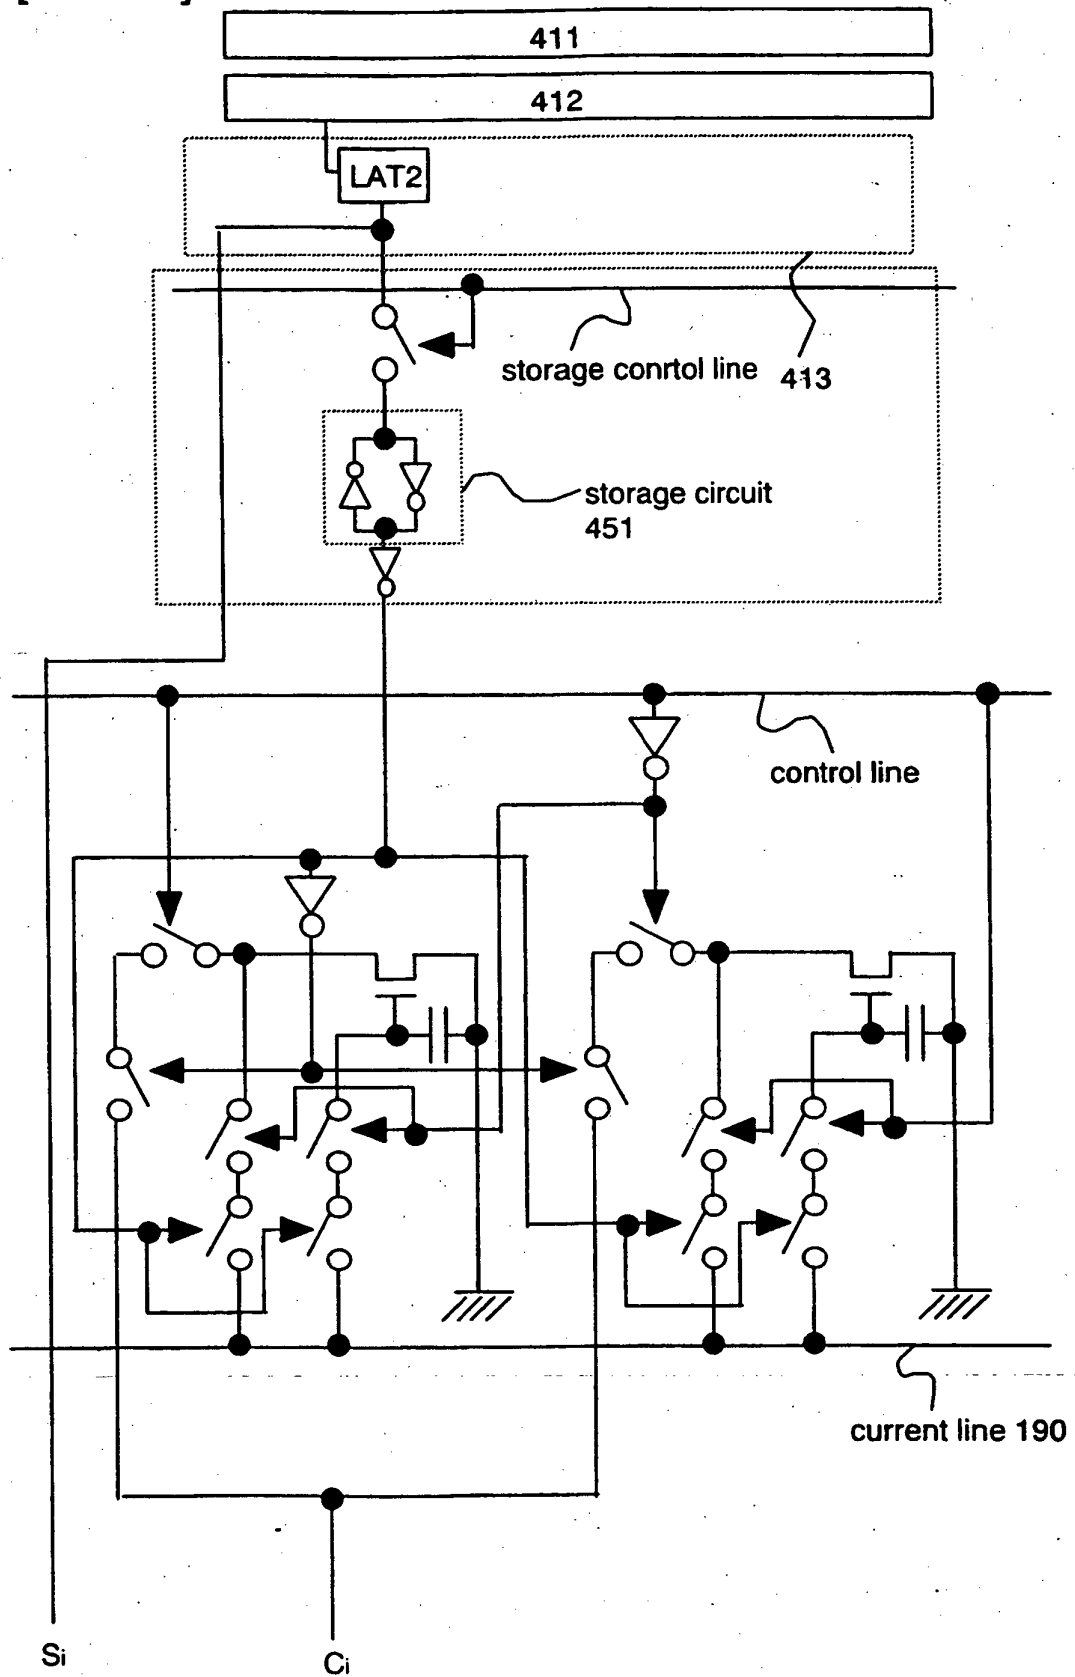 411
412
LAT2
storage conrtol line
413
storage circuit
451
control line
current line 190
Si
Ci